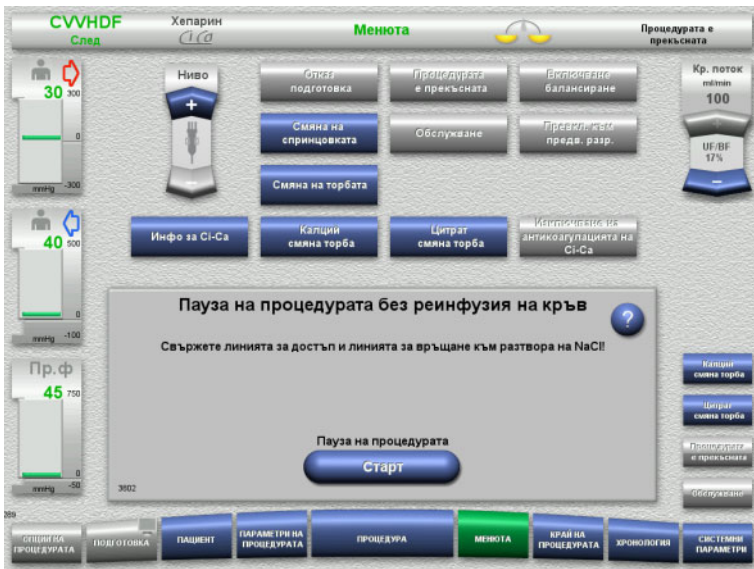 CVVHDF
След
Хепарин
Ci Ca
Менюта
Процедурата е
прекъсната
30
300
0
mmHg
-300
Ниво
Отказ
подготовка
Процедурата
е прекъсната
Включване
балансиране
Смяна на
спринцовката
Обслужване
Превкл. към
предв. разр.
Смяна на торбата
Кр. поток
ml/min
100
UF/BF
17%
40
500
0
mmHg
-100
Инфо за Ci-Ca
Калций
смяна торба
Цитрат
смяна торба
Изключване на
антикоагулацията на
Ci-Ca
Пауза на процедурата без реинфузия на кръв
?
Свържете линията за достъп и линията за връщане към разтвора на NaCl!
Пауза на процедурата
Старт
3802
Пр.ф
45
750
0
mmHg
-50
Калций
смяна торба
Цитрат
смяна торба
Процедурата
е прекъсната
Обслужване
ОПЦИИ НА
ПРОЦЕДУРАТА
ПОДГОТОВКА
ПАЦИЕНТ
ПАРАМЕТРИ НА
ПРОЦЕДУРАТА
ПРОЦЕДУРА
МЕНЮТА
КРАЙ НА
ПРОЦЕДУРАТА
ХРОНОЛОГИЯ
СИСТЕМНИ
ПАРАМЕТРИ